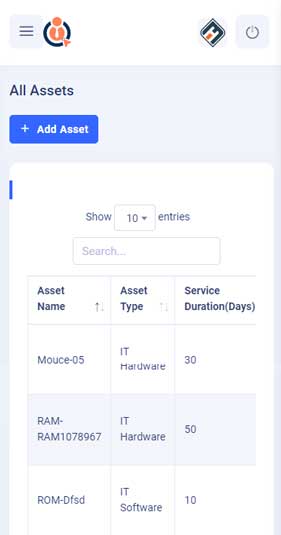 All Assets
+ Add Asset
Show 10 entries
Search...
Asset Name
Asset Type
Service Duration(Days)
Mouce-05
IT Hardware
30
RAM-RAM1078967
IT Hardware
50
ROM-Dfsd
IT Software
10